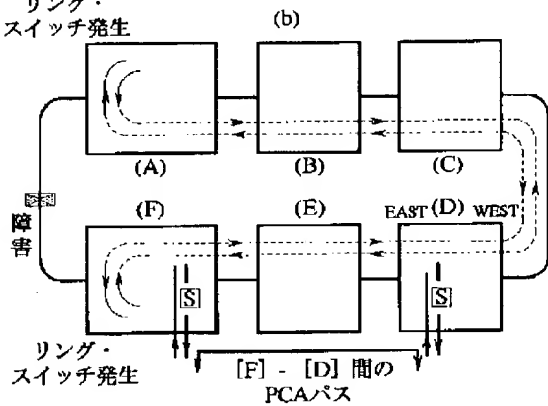 リング・
スイッチ発生
(b)
(A)
(B)
(C)
障害
(F)
(E)
EAST (D) WEST
S
S
リング・
スイッチ発生
[F] - [D] 間の
PCAパス